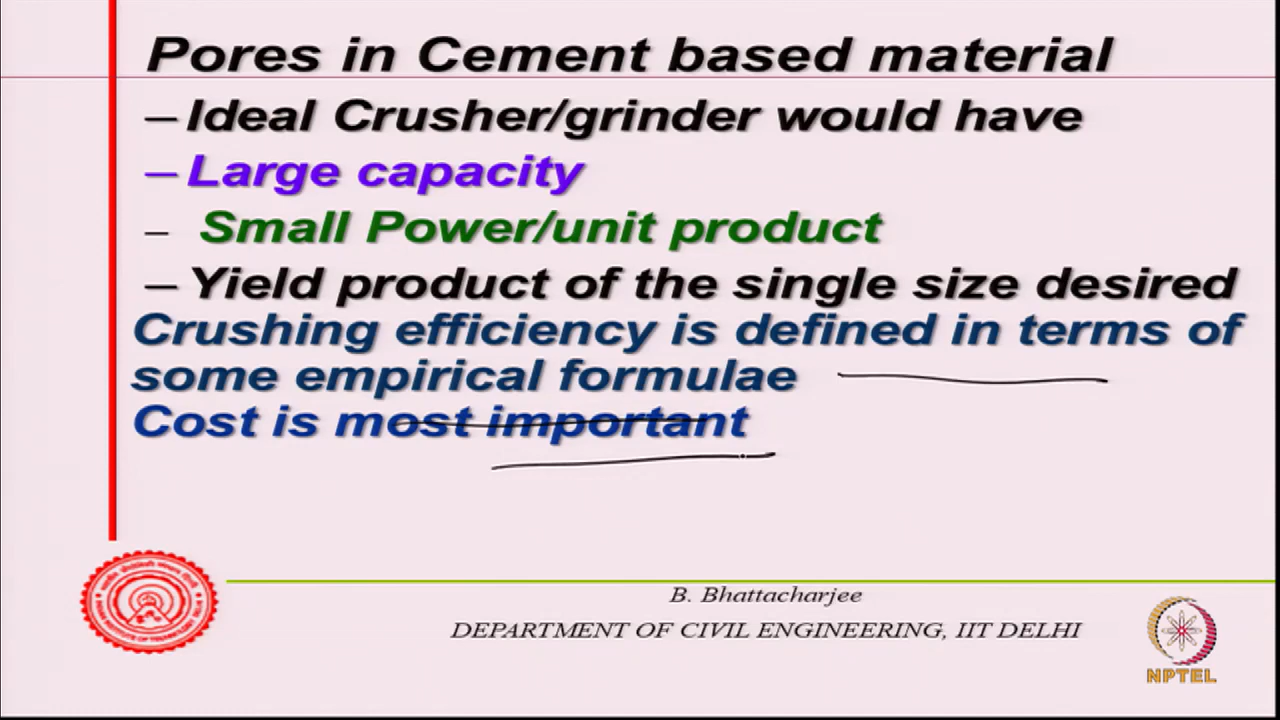 Pores in Cement based material
– Ideal Crusher/grinder would have
– Large capacity
– Small Power/unit product
– Yield product of the single size desired
Crushing efficiency is defined in terms of
some empirical formulae
Cost is most important
B. Bhattacharjee
DEPARTMENT OF CIVIL ENGINEERING, IIT DELHI
NPTEL